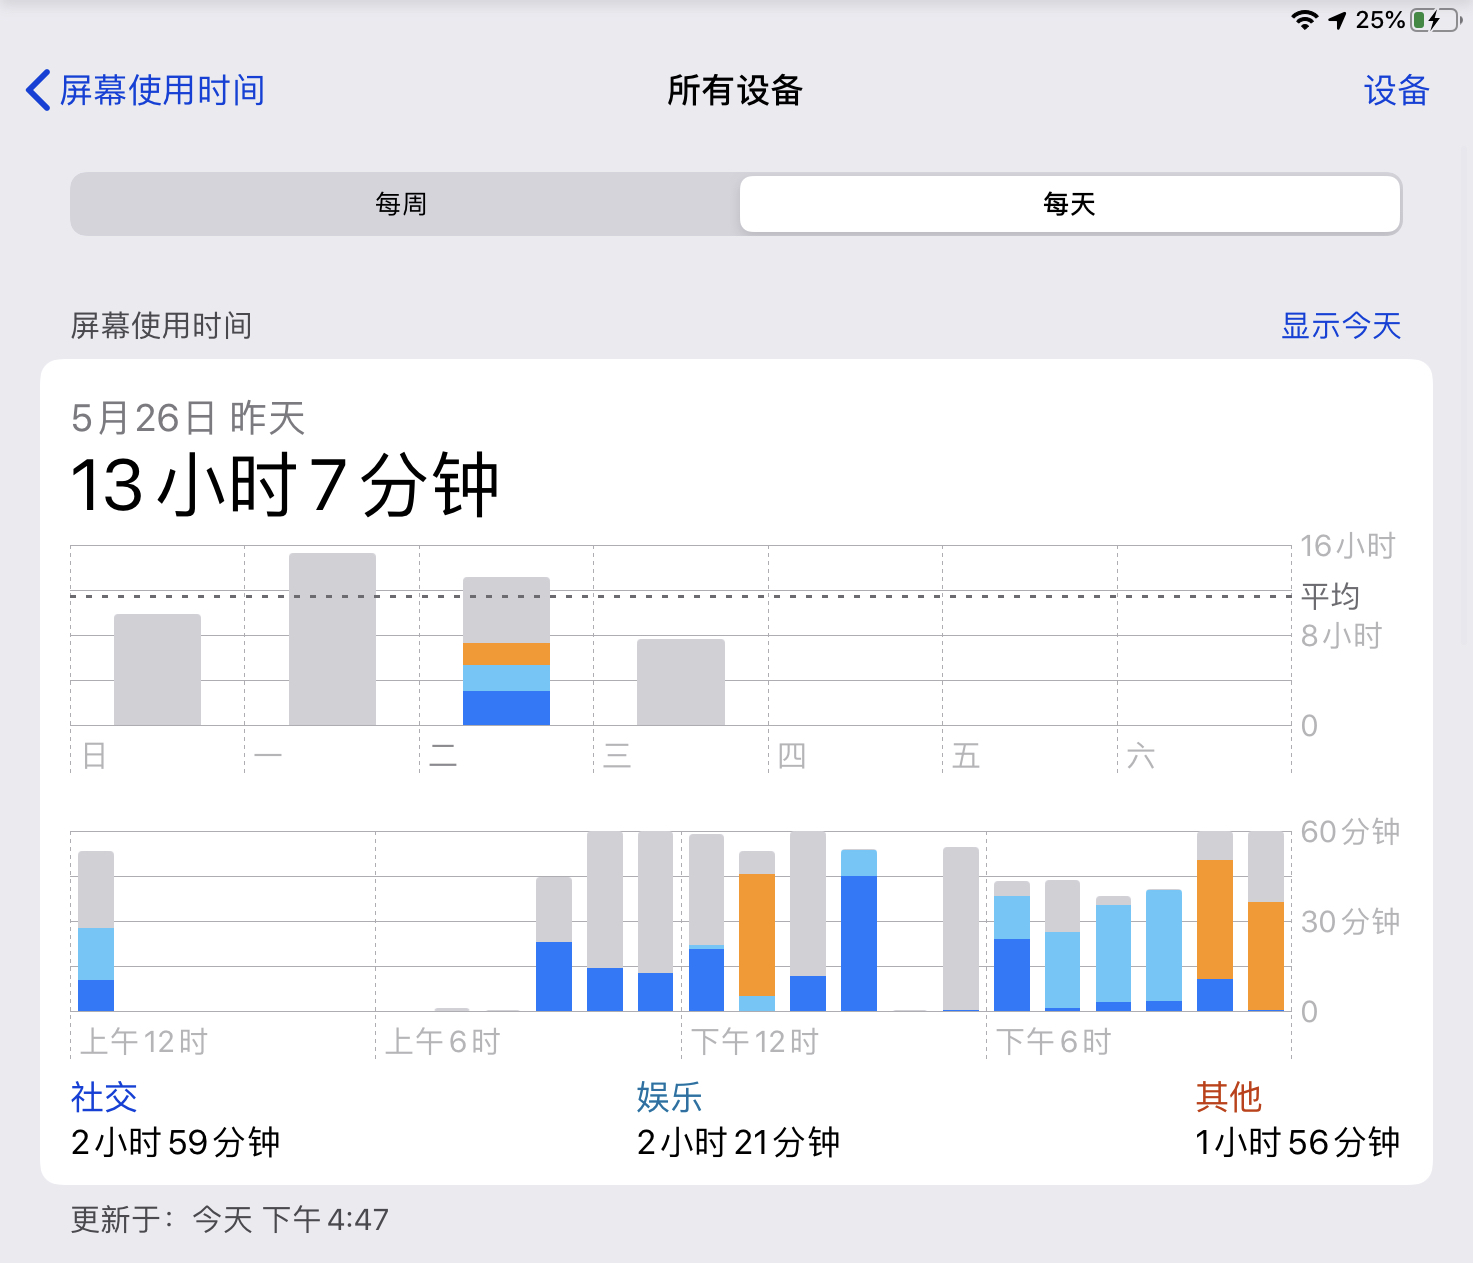 25%
屏幕使用时间 所有设备 设备
每周 每天
屏幕使用时间 显示今天
5月26日 昨天
13小时7分钟
16小时
平均
8小时
0
日 一 二 三 四 五 六
60分钟
30分钟
0
上午12时 上午6时 下午12时 下午6时
社交 娱乐 其他
2小时59分钟 2小时21分钟 1小时56分钟
更新于：今天 下午4:47